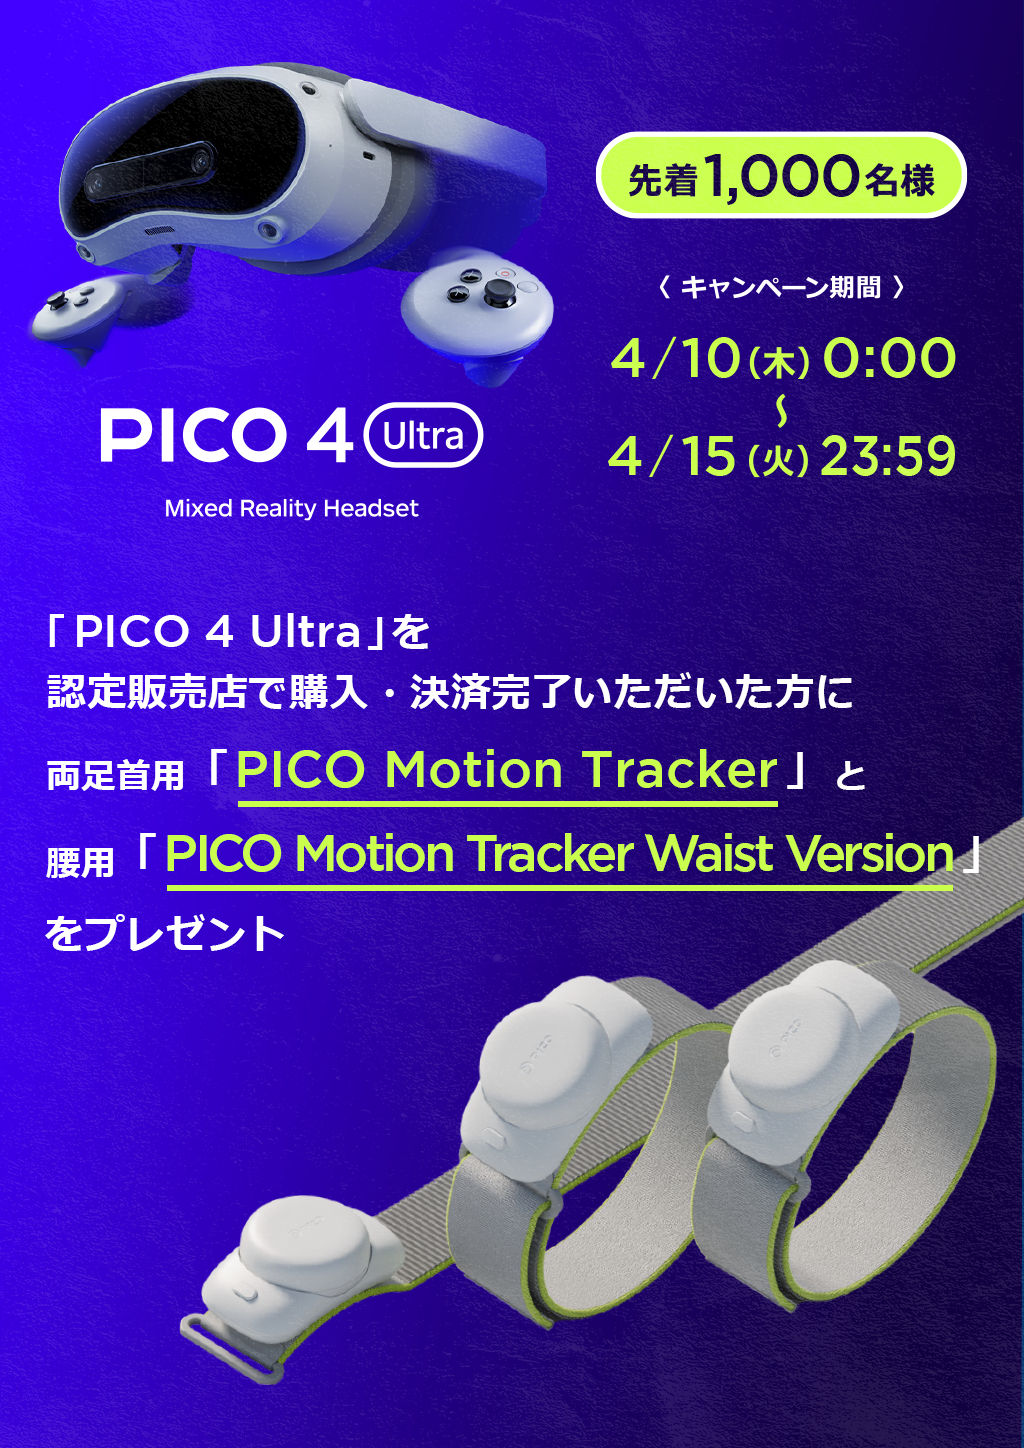 先着1,000名様
〈 キャンペーン期間 〉
4/10(木) 0:00
〜
4/15(火) 23:59
PICO 4 Ultra
Mixed Reality Headset
「PICO 4 Ultra」を
認定販売店で購入・決済完了いただいた方に
両足首用「PICO Motion Tracker」と
腰用「PICO Motion Tracker Waist Version」
をプレゼント
PICO
PICO
PICO